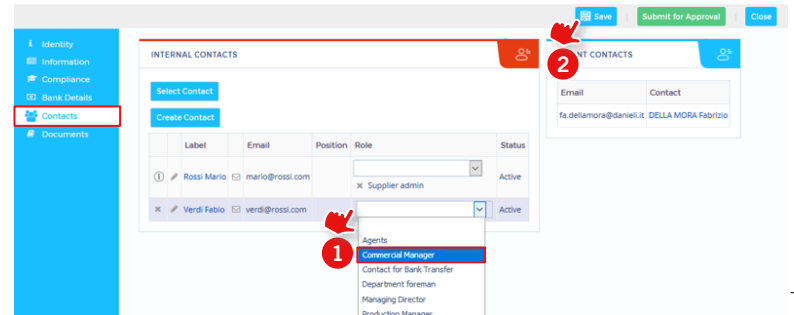 Save
Submit for Approval
Close
Identity
Information
Compliance
Bank Details
Contacts
Documents
INTERNAL CONTACTS
Select Contact
Create Contact
Label Email Position Role Status
Rossi Mario mario@rossi.com Active
Supplier admin
Verdi Fabio verdi@rossi.com Active
Agents
Commercial Manager
Contact for Bank Transfer
Department foreman
Managing Director
Production Manager
1
2
NT CONTACTS
Email Contact
fa.dellamora@danieli.it DELLA MORA Fabrizio